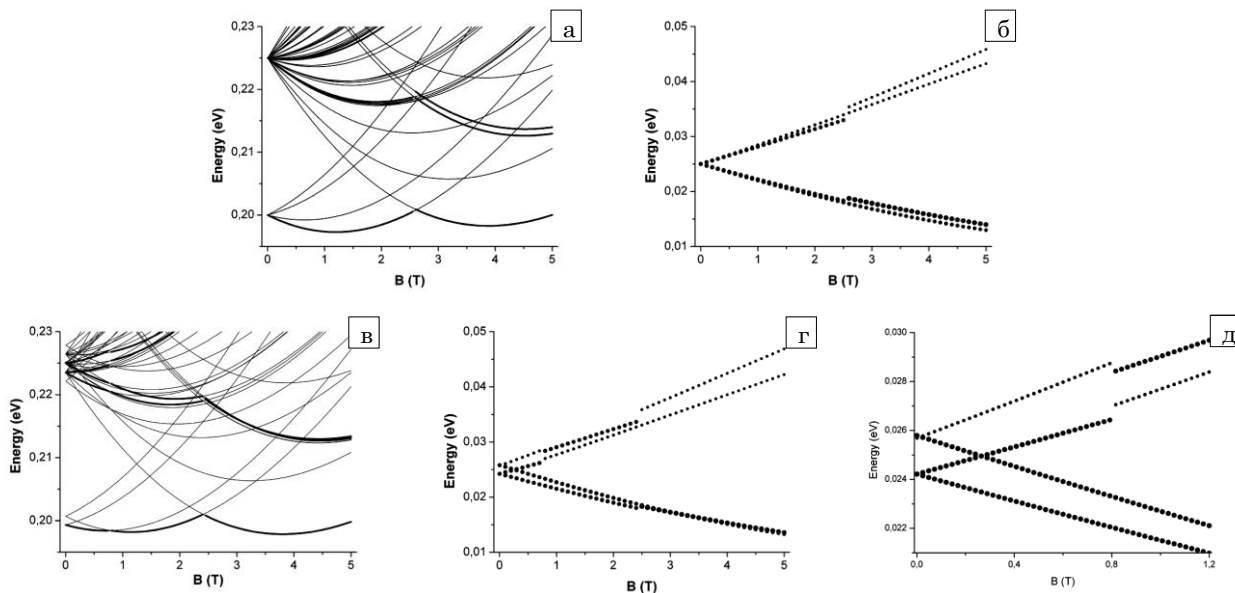 а
0,23
0,22
0,21
0,20
Energy (eV)
0 1 2 3 4 5
B (T)
б
0,05
0,04
0,03
0,02
0,01
Energy (eV)
0 1 2 3 4 5
B (T)
в
0,23
0,22
0,21
0,20
Energy (eV)
0 1 2 3 4 5
B (T)
г
0,05
0,04
0,03
0,02
0,01
Energy (eV)
0 1 2 3 4 5
B (T)
д
0,030
0,028
0,026
0,024
0,022
Energy (eV)
0,0 0,4 0,8 1,2
B (T)